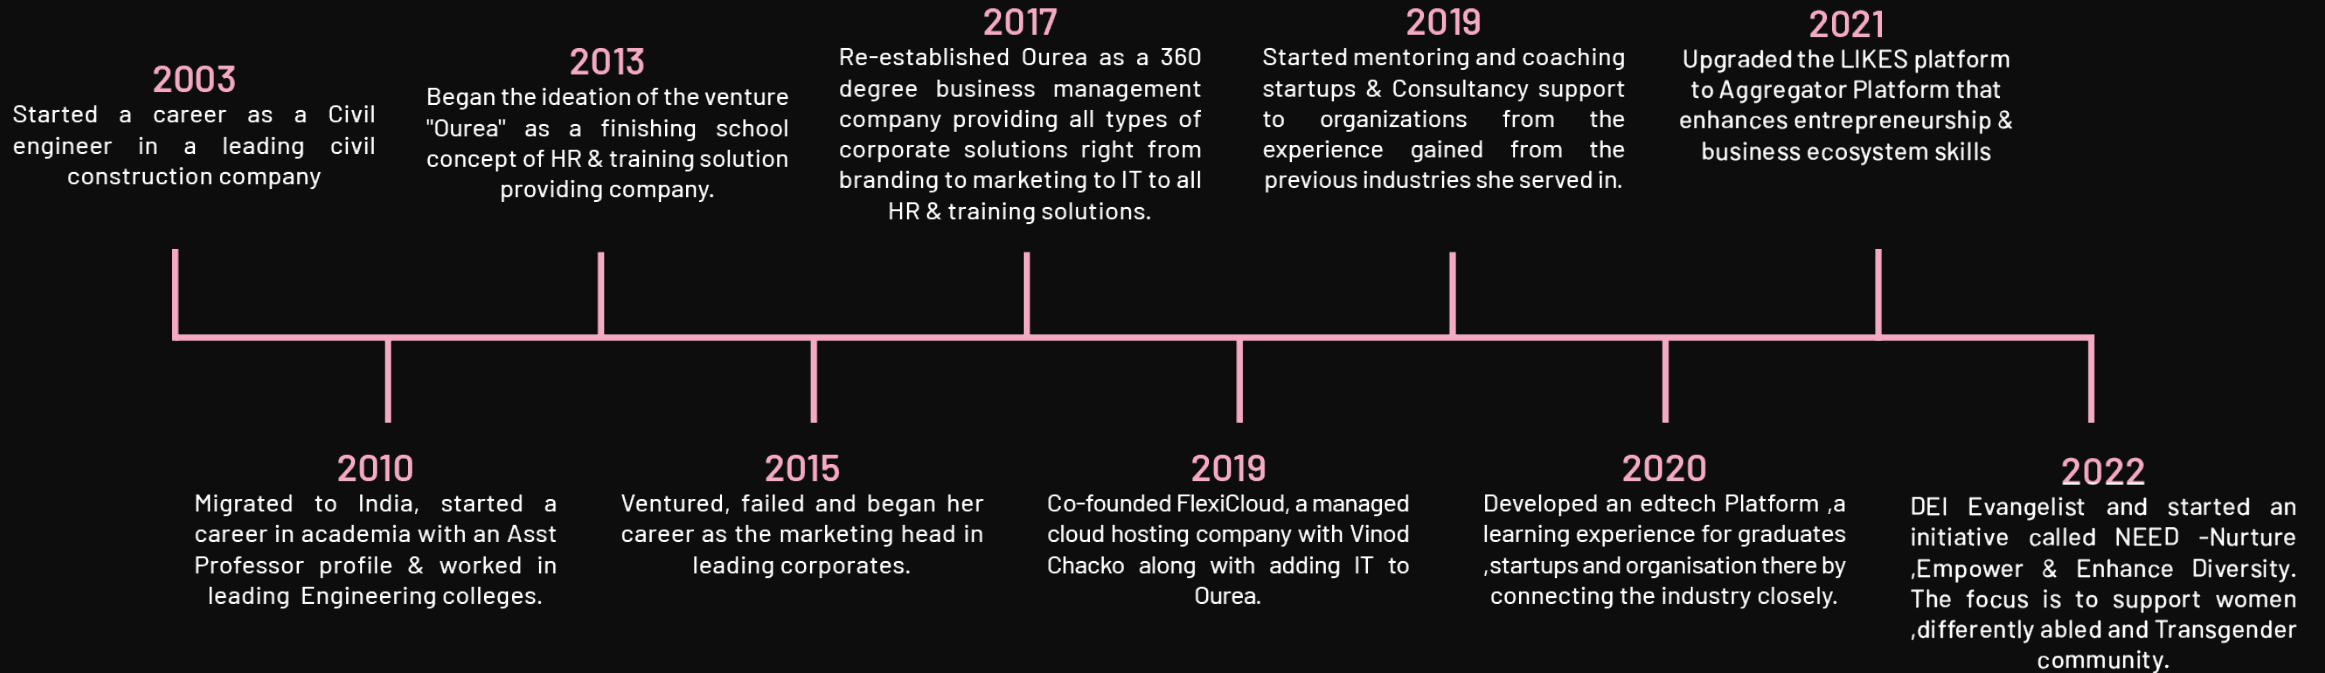 2003
Started a career as a Civil
engineer in a leading civil
construction company
2010
Migrated to India, started a
career in academia with an Asst
Professor profile & worked in
leading Engineering colleges.
2013
Began the ideation of the venture
"Ourea" as a finishing school
concept of HR & training solution
providing company.
2015
Ventured, failed and began her
career as the marketing head in
leading corporates.
2017
Re-established Ourea as a 360
degree business management
company providing all types of
corporate solutions right from
branding to marketing to IT to all
HR & training solutions.
2019
Co-founded FlexiCloud, a managed
cloud hosting company with Vinod
Chacko along with adding IT to
Ourea.
2019
Started mentoring and coaching
startups & Consultancy support
to organizations from the
experience gained from the
previous industries she served in.
2020
Developed an edtech Platform ,a
learning experience for graduates
,startups and organisation there by
connecting the industry closely.
2021
Upgraded the LIKES platform
to Aggregator Platform that
enhances entrepreneurship &
business ecosystem skills
2022
DEI Evangelist and started an
initiative called NEED -Nurture
,Empower & Enhance Diversity.
The focus is to support women
,differently abled and Transgender
community.